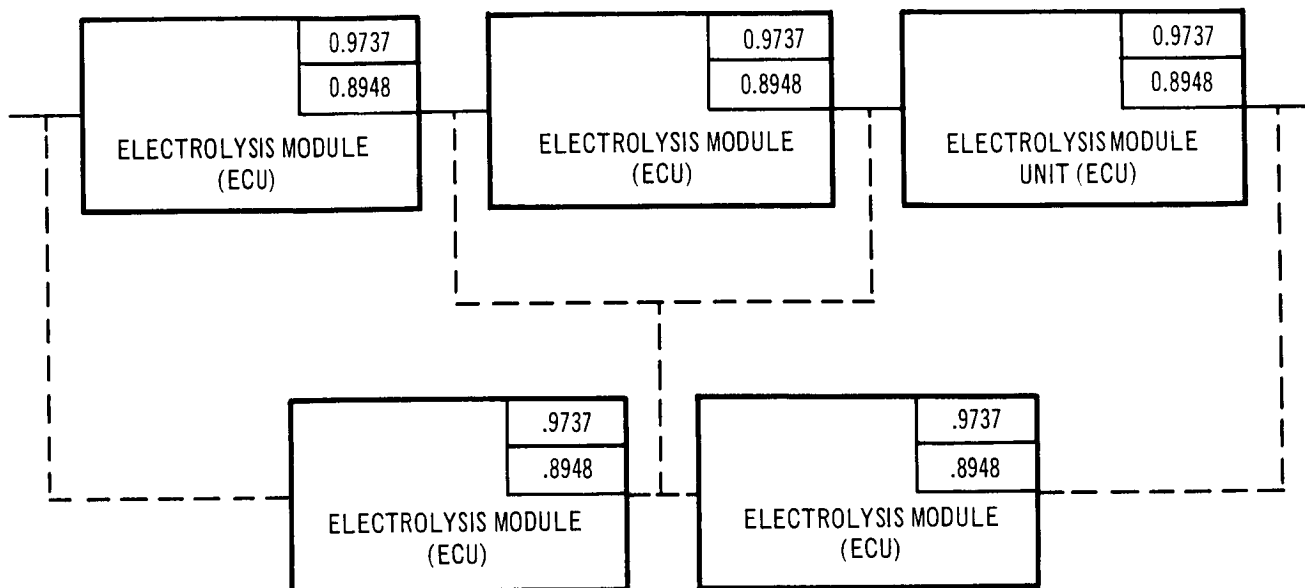 0.9737
0.8948
ELECTROLYSIS MODULE
(ECU)
0.9737
0.8948
ELECTROLYSIS MODULE
(ECU)
0.9737
0.8948
ELECTROLYSIS MODULE
UNIT (ECU)
.9737
.8948
ELECTROLYSIS MODULE
(ECU)
.9737
.8948
ELECTROLYSIS MODULE
(ECU)